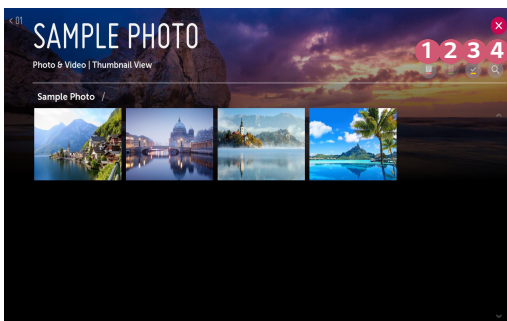 < 01
SAMPLE PHOTO
1 2 3 4
Photo & Video | Thumbnail View
Sample Photo /